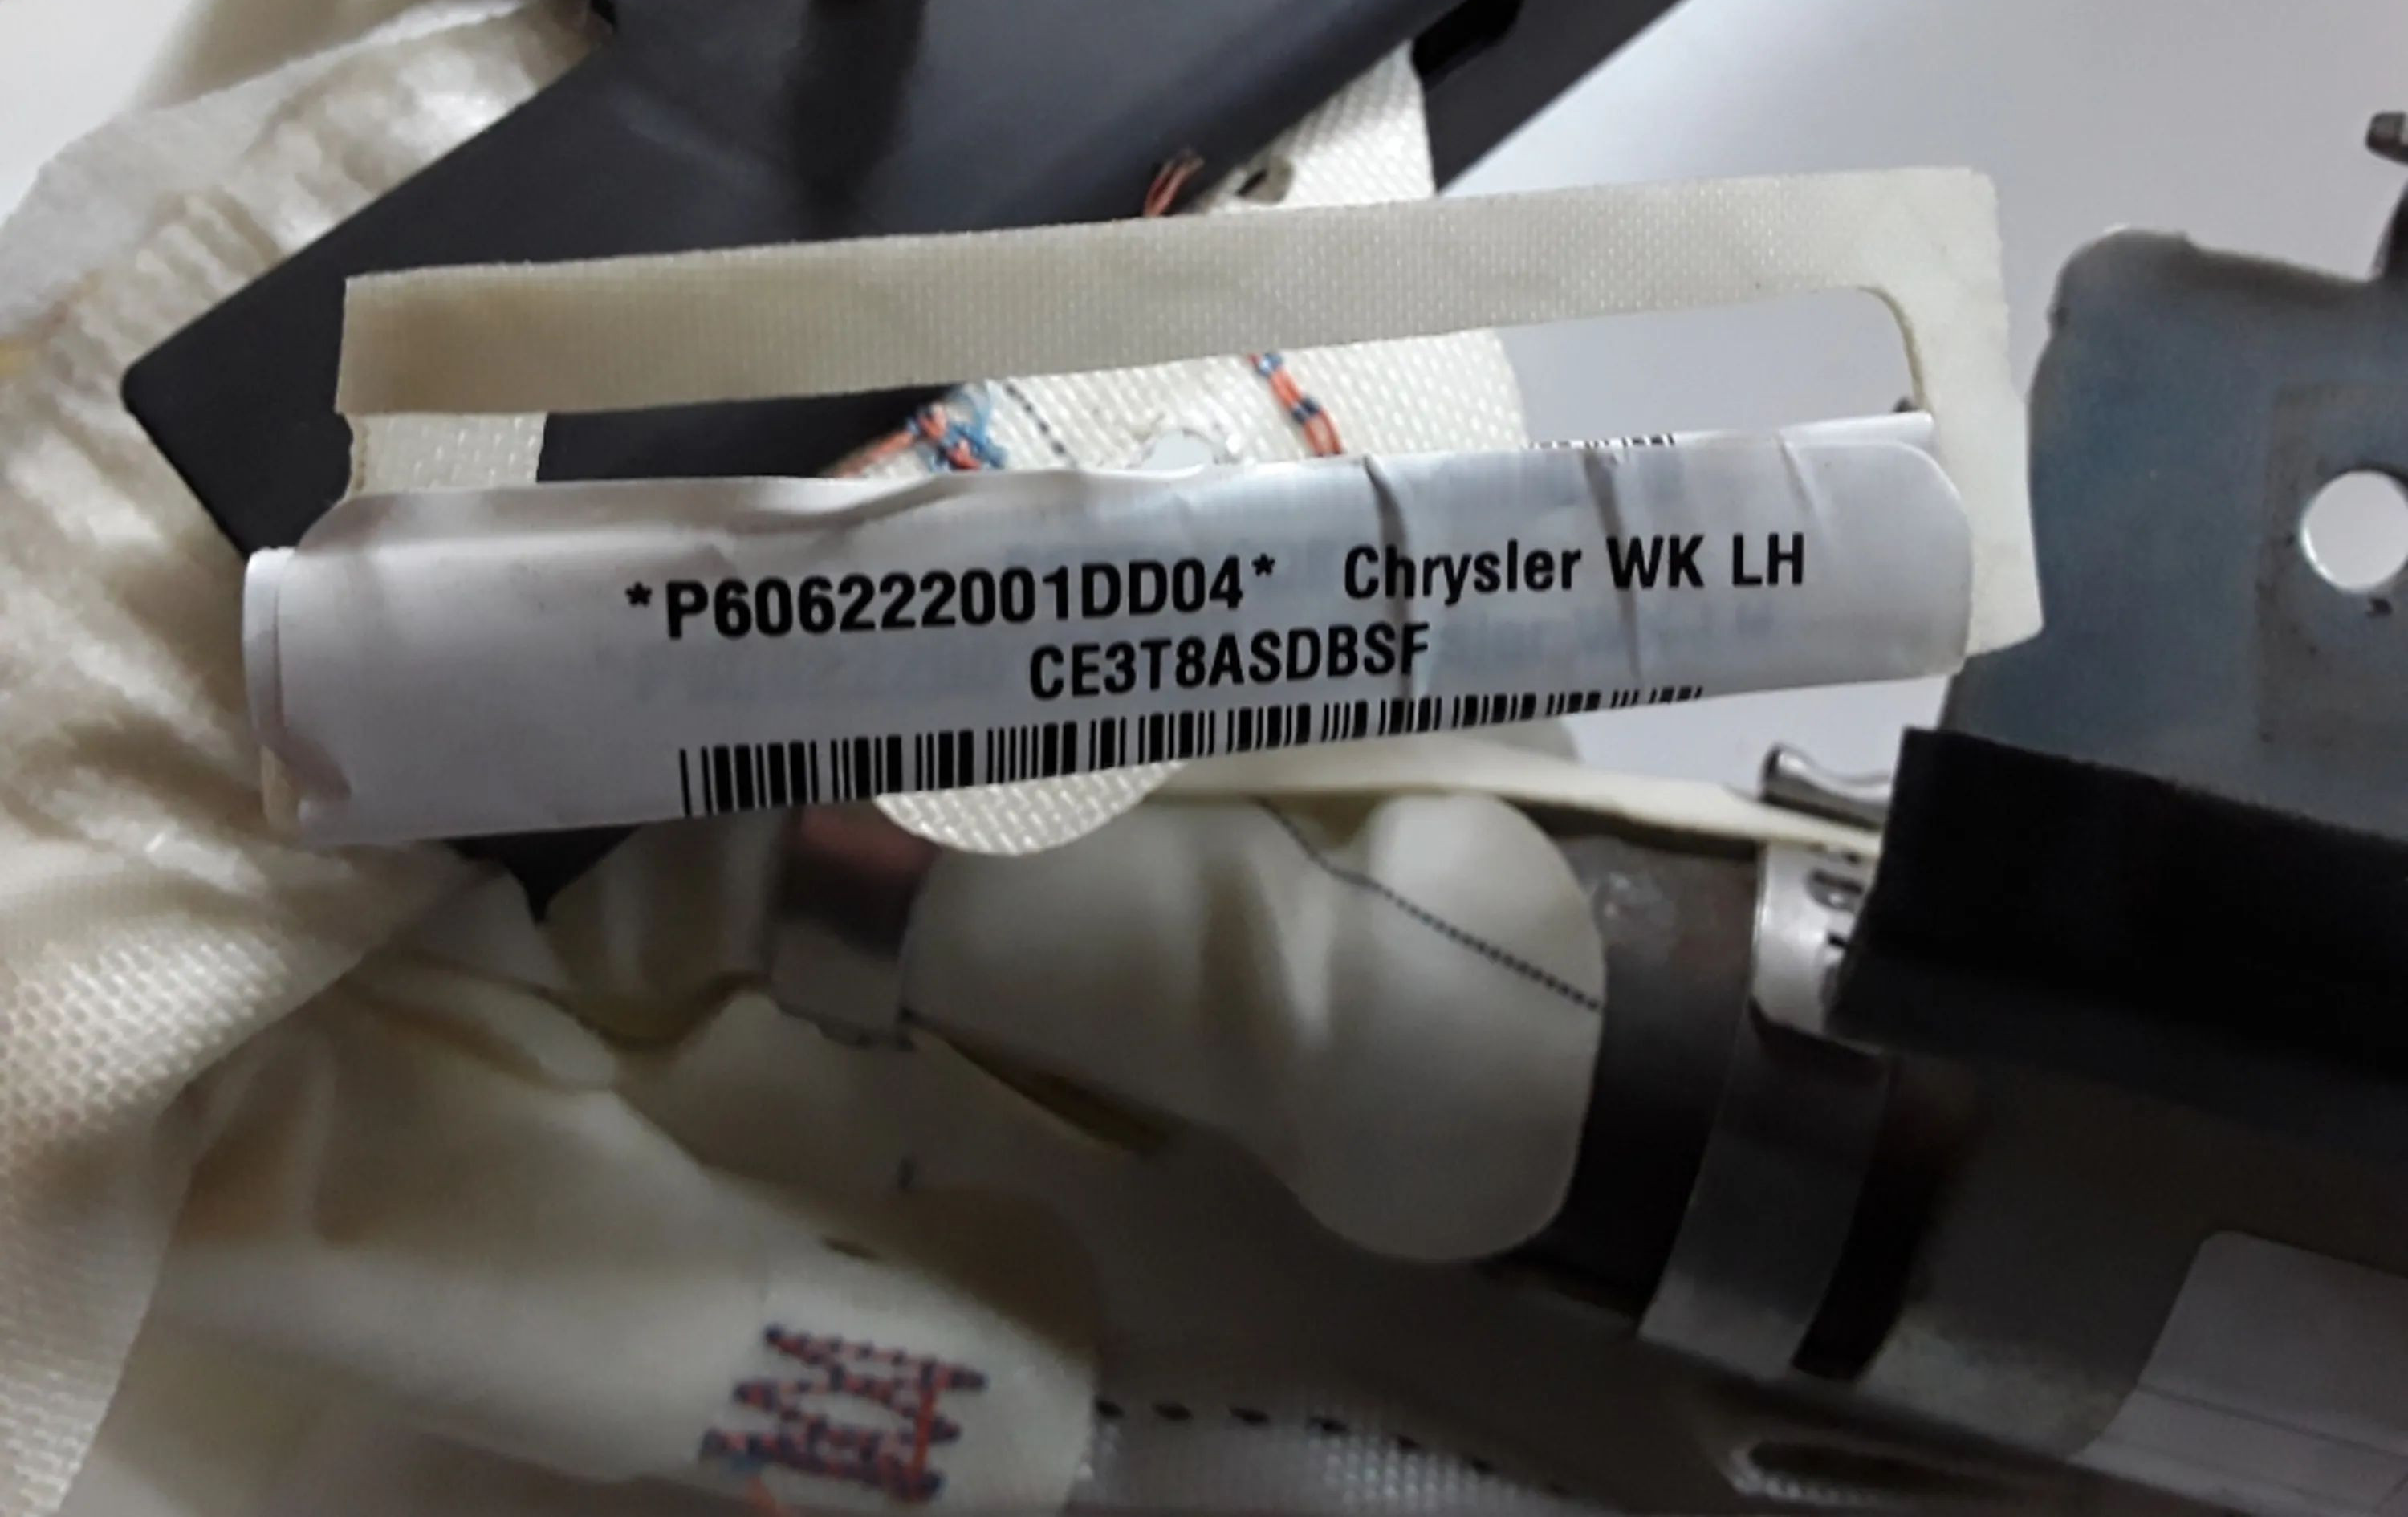 *P606222001DD04* Chrysler WK LH
CE3T8ASDBSF